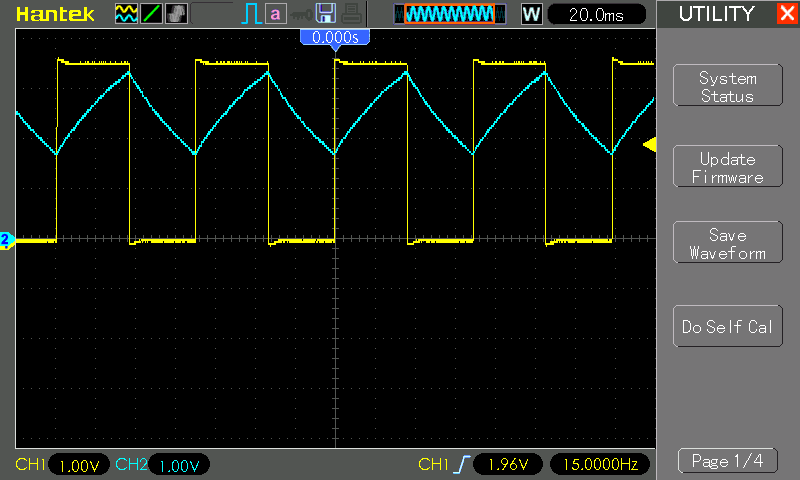 Hantek
a
W
20.0ms
UTILITY
0.000s
System
Status
Update
Firmware
Save
Waveform
Do Self Cal
Page 1/4
2
CH1 1.00V CH2 1.00V CH1 1.96V 15.0000Hz